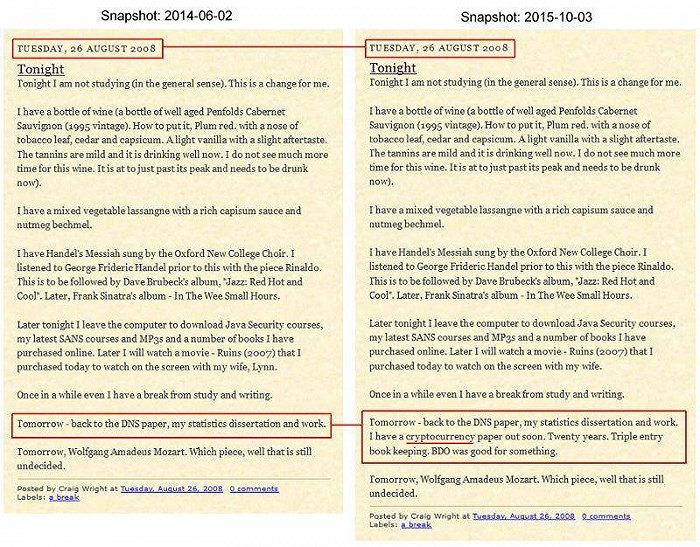 Snapshot: 2014-06-02
TUESDAY, 26 AUGUST 2008
Tonight
Tonight I am not studying (in the general sense). This is a change for me.
I have a bottle of wine (a bottle of well aged Penfolds Cabernet
Sauvignon (1995 vintage). How to put it, Plum red. with a nose of
tobacco leaf, cedar and capsicum. A light vanilla with a slight aftertaste.
The tannins are mild and it is drinking well now. I do not see much more
time for this wine. It is at to just past its peak and needs to be drunk
now).
I have a mixed vegetable lassangne with a rich capisum sauce and
nutmeg bechmel.
I have Handel's Messiah sung by the Oxford New College Choir. I
listened to George Frideric Handel prior to this with the piece Rinaldo.
This is to be followed by Dave Brubeck's album, "Jazz: Red Hot and
Cool". Later, Frank Sinatra's album - In The Wee Small Hours.
Later tonight I leave the computer to download Java Security courses,
my latest SANS courses and MP3s and a number of books I have
purchased online. Later I will watch a movie - Ruins (2007) that I
purchased today to watch on the screen with my wife, Lynn.
Once in a while even I have a break from study and writing.
Tomorrow - back to the DNS paper, my statistics dissertation and work.
Tomorrow, Wolfgang Amadeus Mozart. Which piece, well that is still
undecided.
Posted by Craig Wright at Tuesday, August 26, 2008 0 comments
Labels: a break
Snapshot: 2015-10-03
TUESDAY, 26 AUGUST 2008
Tonight
Tonight I am not studying (in the general sense). This is a change for me.
I have a bottle of wine (a bottle of well aged Penfolds Cabernet
Sauvignon (1995 vintage). How to put it, Plum red. with a nose of
tobacco leaf, cedar and capsicum. A light vanilla with a slight aftertaste.
The tannins are mild and it is drinking well now. I do not see much more
time for this wine. It is at to just past its peak and needs to be drunk
now).
I have a mixed vegetable lassangne with a rich capisum sauce and
nutmeg bechmel.
I have Handel's Messiah sung by the Oxford New College Choir. I
listened to George Frideric Handel prior to this with the piece Rinaldo.
This is to be followed by Dave Brubeck's album, "Jazz: Red Hot and
Cool". Later, Frank Sinatra's album - In The Wee Small Hours.
Later tonight I leave the computer to download Java Security courses,
my latest SANS courses and MP3s and a number of books I have
purchased online. Later I will watch a movie - Ruins (2007) that I
purchased today to watch on the screen with my wife, Lynn.
Once in a while even I have a break from study and writing.
Tomorrow - back to the DNS paper, my statistics dissertation and work.
I have a cryptocurrency paper out soon. Twenty years. Triple entry
book keeping. BDO was good for something.
Tomorrow, Wolfgang Amadeus Mozart. Which piece, well that is still
undecided.
Posted by Craig Wright at Tuesday, August 26, 2008 0 comments
Labels: a break